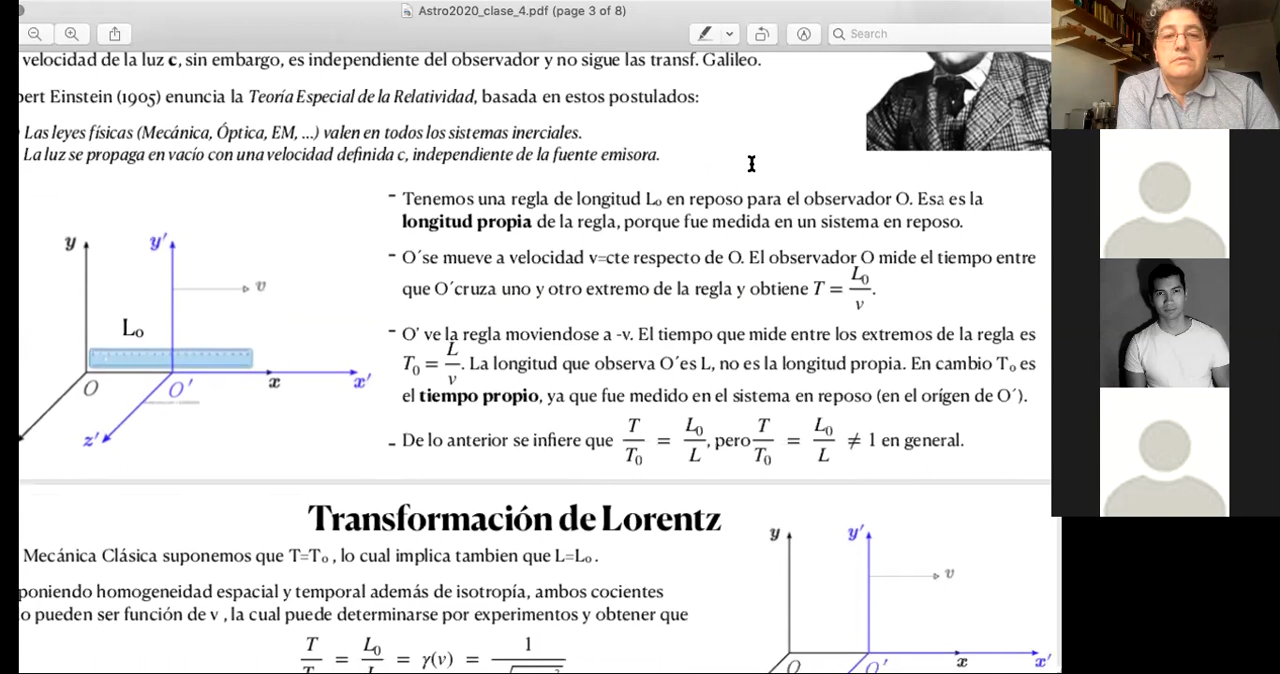 Astro2020_clase_4.pdf (page 3 of 8)
Search
velocidad de la luz c, sin embargo, es independiente del observador y no sigue las transf. Galileo.
bert Einstein (1905) enuncia la Teoría Especial de la Relatividad, basada en estos postulados:
Las leyes físicas (Mecánica, Óptica, EM, ...) valen en todos los sistemas inerciales.
La luz se propaga en vacío con una velocidad definida c, independiente de la fuente emisora.
- Tenemos una regla de longitud L₀ en reposo para el observador O. Esa es la
longitud propia de la regla, porque fue medida en un sistema en reposo.
- O´se mueve a velocidad v=cte respecto de O. El observador O mide el tiempo entre
que O´cruza uno y otro extremo de la regla y obtiene T = L₀/v.
- O' ve la regla moviendose a -v. El tiempo que mide entre los extremos de la regla es
T₀ = L/v. La longitud que observa O´es L, no es la longitud propia. En cambio T₀ es
el tiempo propio, ya que fue medido en el sistema en reposo (en el orígen de O´).
- De lo anterior se infiere que T/T₀ = L₀/L, pero T/T₀ = L₀/L ≠ 1 en general.
y y' v
L₀
O O' x x'
z'
Transformación de Lorentz
Mecánica Clásica suponemos que T=T₀, lo cual implica tambien que L=L₀.
poniendo homogeneidad espacial y temporal además de isotropía, ambos cocientes
o pueden ser función de v , la cual puede determinarse por experimentos y obtener que
T = L₀ = γ(v) = 1
y y' v
O O' x x'